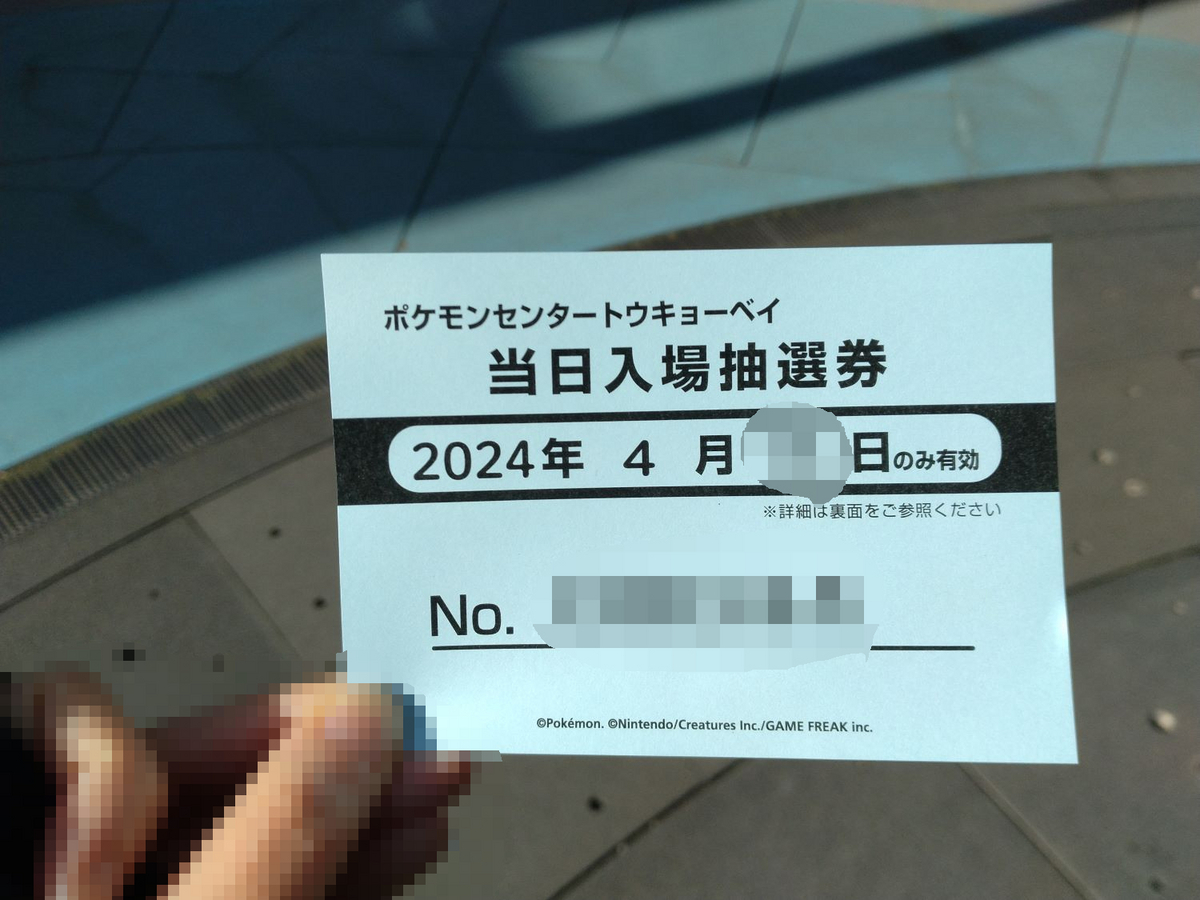 ポケモンセンタートウキョーベイ
当日入場抽選券
2024年 4 月 日のみ有効
※詳細は裏面をご参照ください
No.
©Pokémon. ©Nintendo/Creatures Inc./GAME FREAK inc.